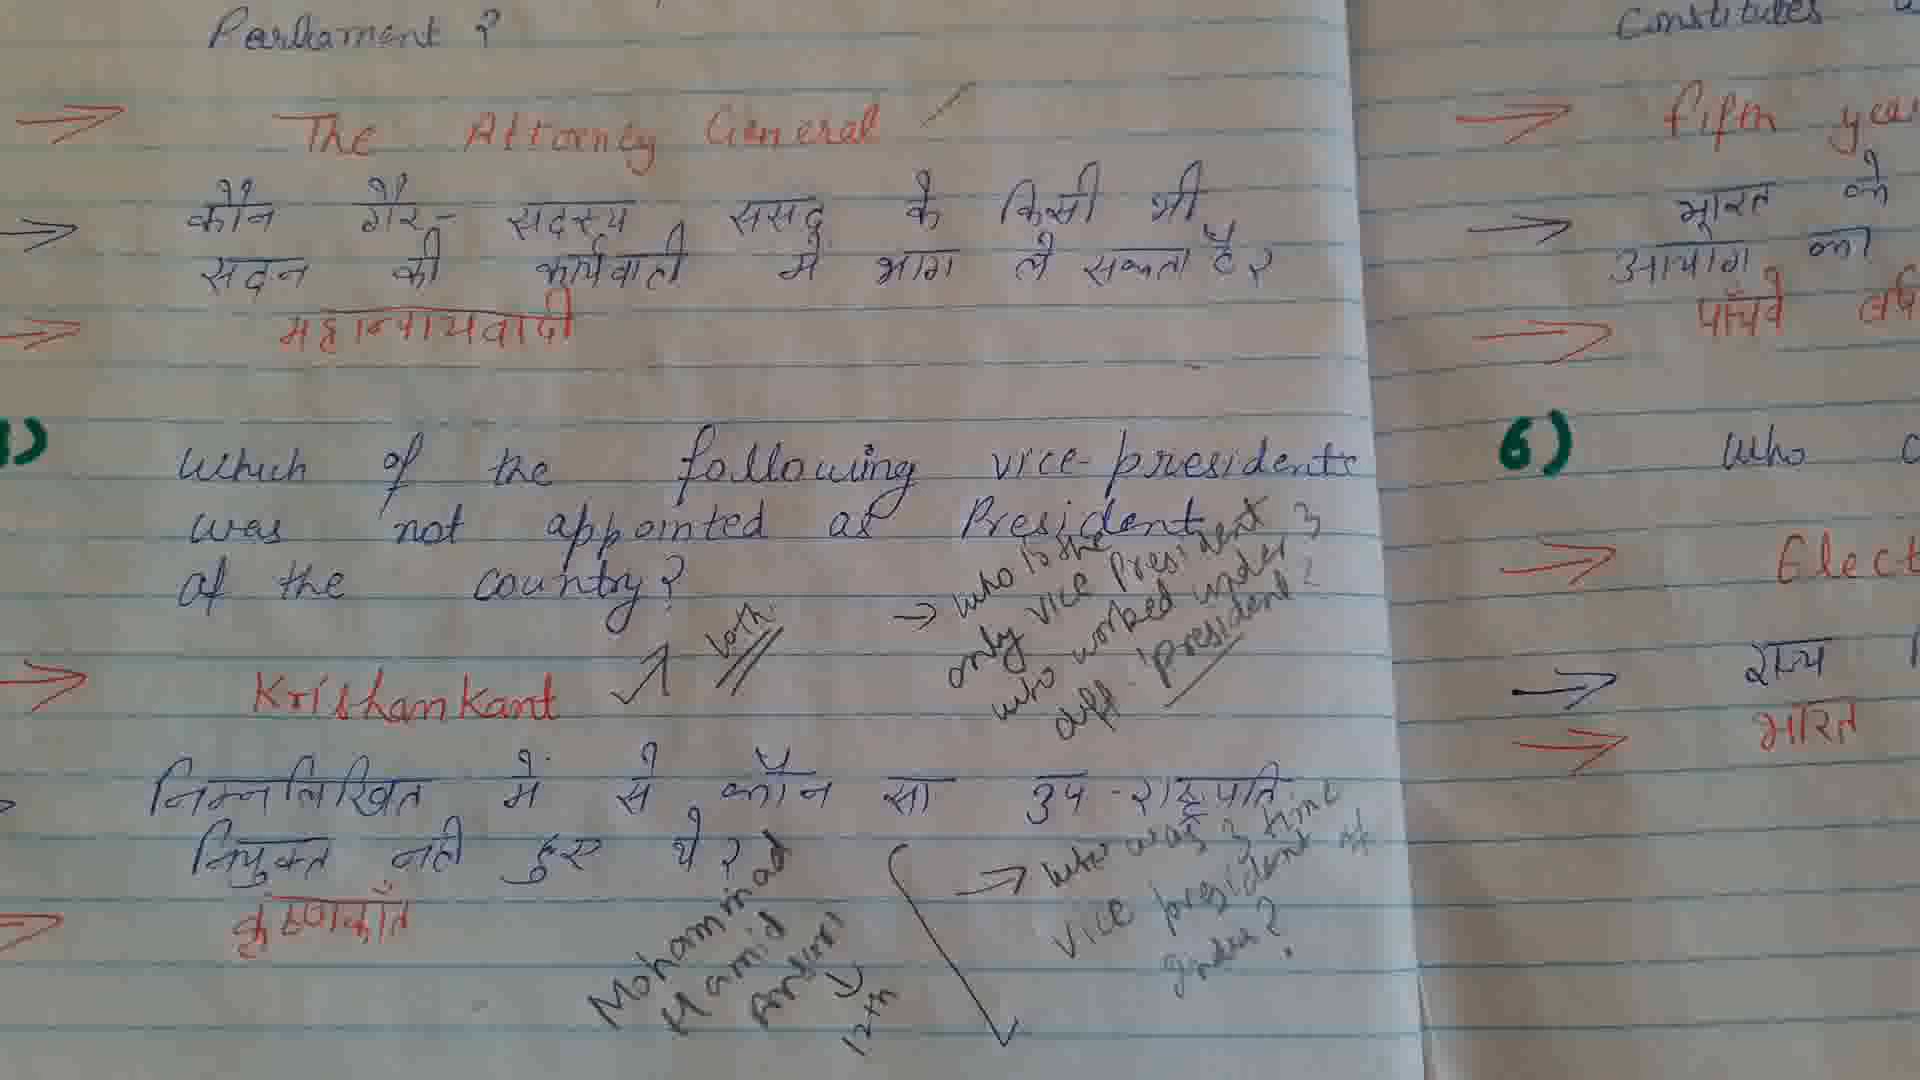 Parliament ?
The Attorney General
कौन गैर- सदस्य ससद के किसी भी
सदन की कार्यवाही में भाग ले सकता है ?
महान्यायवादी
1)
Which of the following vice-presidents
was not appointed as President
of the country?
→ who is the
only vice President
who worked under 3
diff. 'president'?
both
Krishankant
निम्नलिखित में से कौन सा उप-राष्ट्रपति
नियुक्त नही हुए थे ?
कृष्णकाँत
Mohammad
Hamid
Ansari
12th
→ who was 3 time
vice president of
?
Constitutes
fifth year
भारत के
आयोग का
पाँचवे
6) Who
Elect
राज्य
भारत